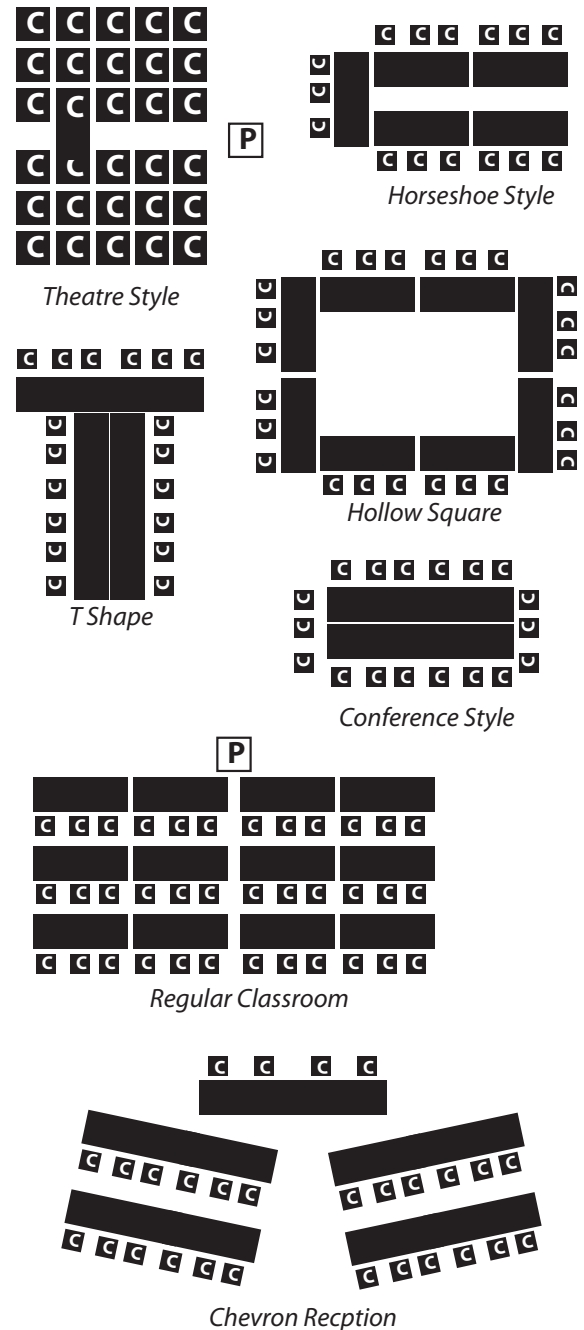 C C C C C
C C C C C
C C C C C
C C C C C
C C C C C
C C C C C
Theatre Style
P
C C C C C C
C
C
C
C C C C C C
Horseshoe Style
C C C C C C
C C
C C
C C
C C
C C
C C
C C C C C C
Hollow Square
C C C C C C
C C
C C
C C
C C
C C
C C
T Shape
C C C C C C
C C
C C
C C
C C C C C C
Conference Style
P
C C C C C C C C C C C C
C C C C C C C C C C C C
C C C C C C C C C C C C
Regular Classroom
C C C C
C C C C C C
C C C C C C
C C C C C C
C C C C C C
Chevron Recption